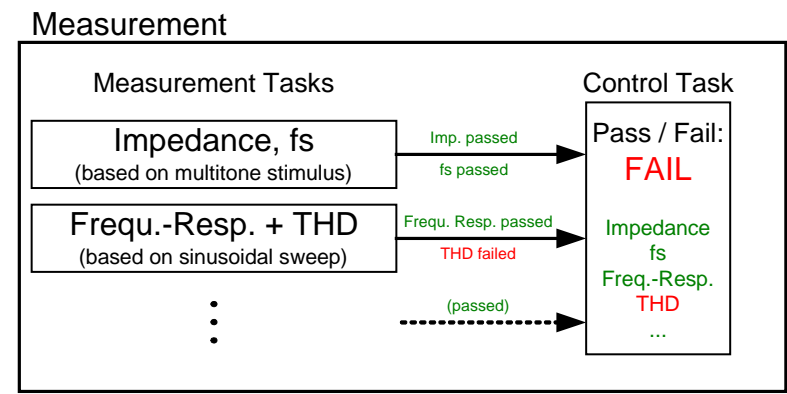 Measurement
Measurement Tasks
Control Task
Impedance, fs
(based on multitone stimulus)
Imp. passed
fs passed
Pass / Fail:
FAIL
Frequ.-Resp. + THD
(based on sinusoidal sweep)
Frequ. Resp. passed
THD failed
Impedance
fs
Freq.-Resp.
THD
...
(passed)